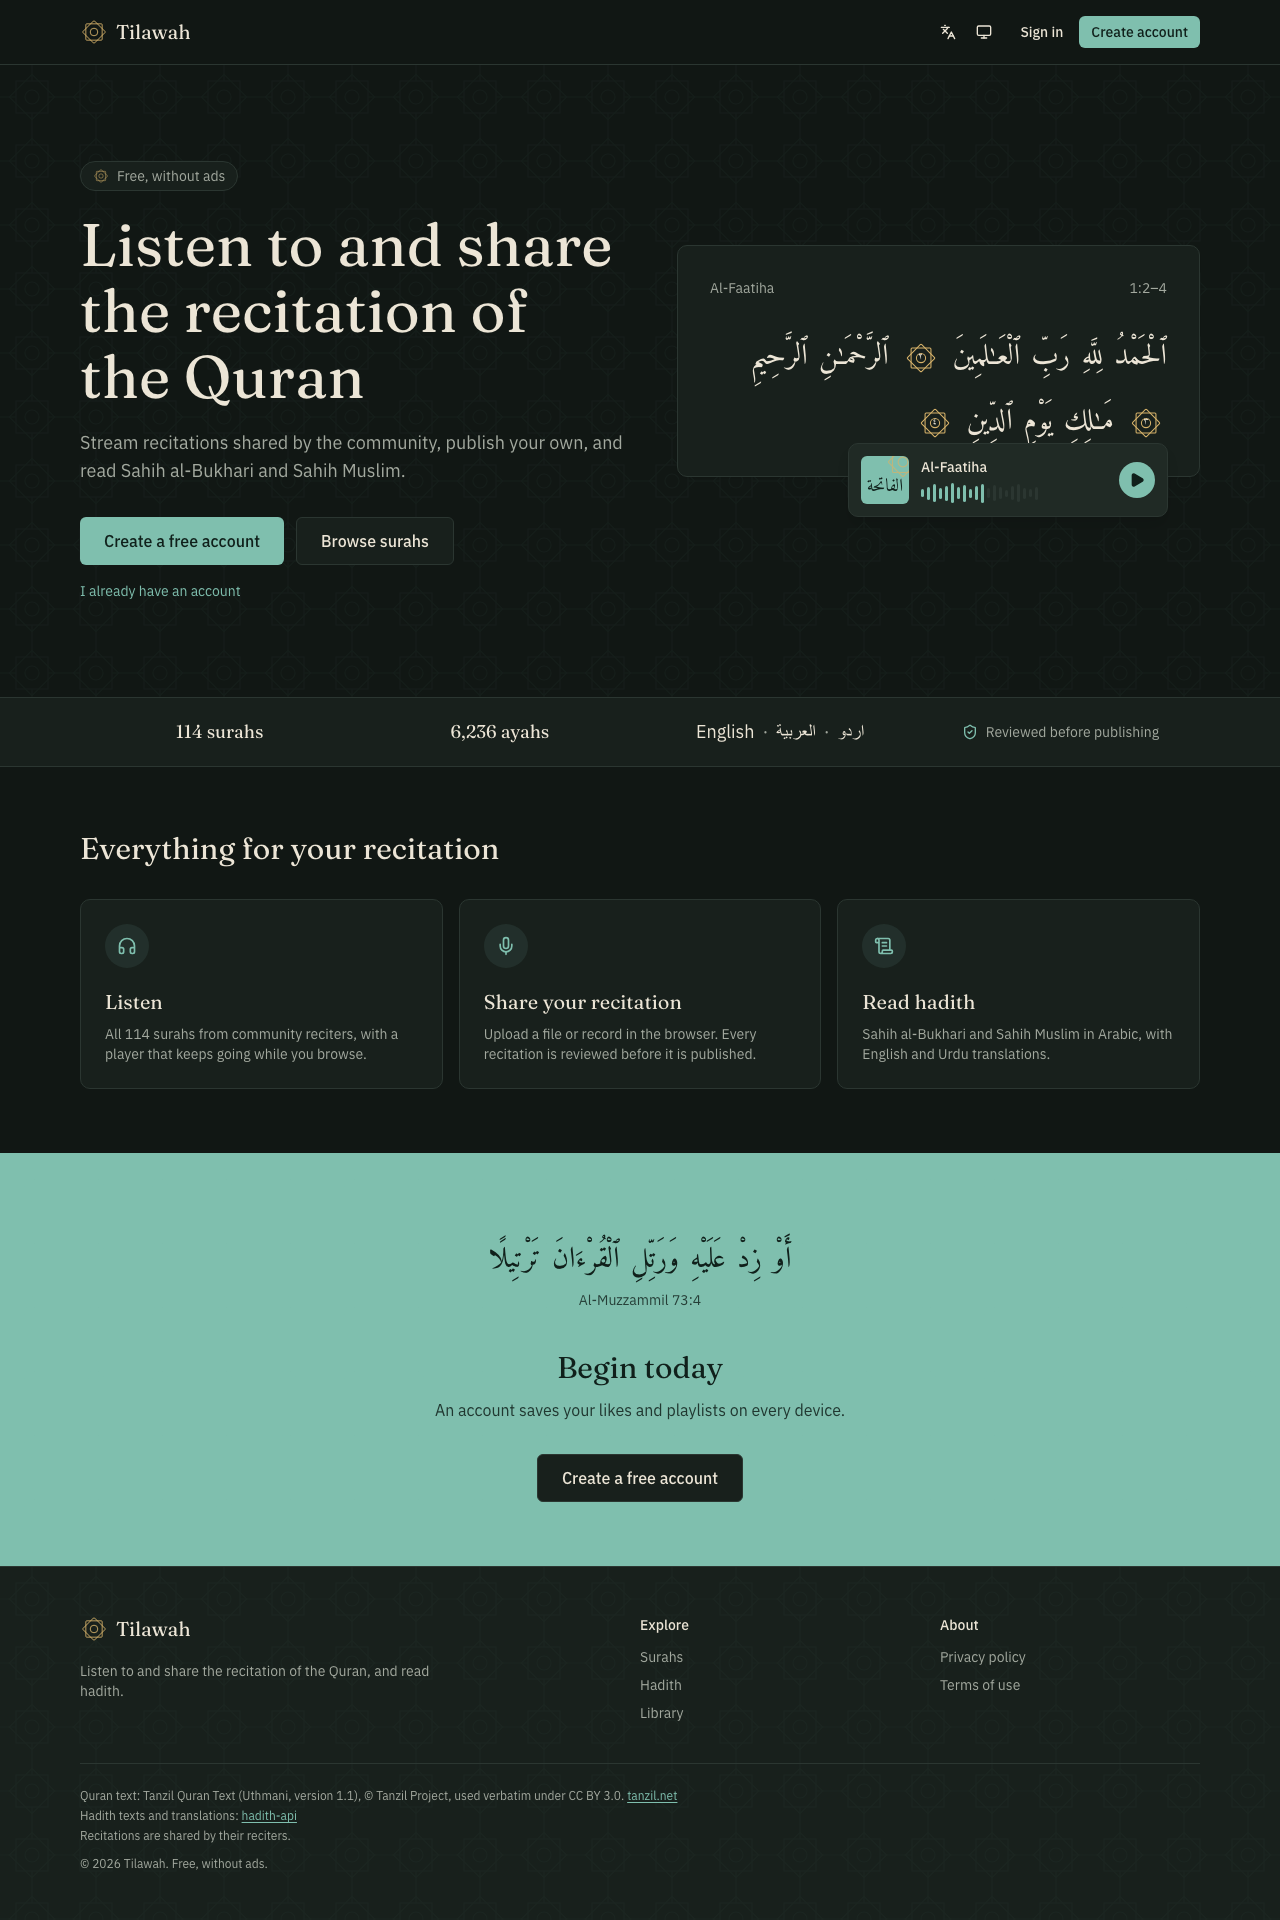 Tilawah
Sign in
Create account
Free, without ads
Listen to and share
the recitation of
the Quran
Stream recitations shared by the community, publish your own, and
read Sahih al-Bukhari and Sahih Muslim.
Create a free account
Browse surahs
I already have an account
Al-Faatiha
1:2–4
ٱلْحَمْدُ لِلَّهِ رَبِّ ٱلْعَـٰلَمِينَ ٢ ٱلرَّحْمَـٰنِ ٱلرَّحِيمِ
٣ مَـٰلِكِ يَوْمِ ٱلدِّينِ ٤
الفاتحة
Al-Faatiha
114 surahs
6,236 ayahs
English · العربية · اردو
Reviewed before publishing
Everything for your recitation
Listen
All 114 surahs from community reciters, with a
player that keeps going while you browse.
Share your recitation
Upload a file or record in the browser. Every
recitation is reviewed before it is published.
Read hadith
Sahih al-Bukhari and Sahih Muslim in Arabic, with
English and Urdu translations.
أَوْ زِدْ عَلَيْهِ وَرَتِّلِ ٱلْقُرْءَانَ تَرْتِيلًا
Al-Muzzammil 73:4
Begin today
An account saves your likes and playlists on every device.
Create a free account
Tilawah
Listen to and share the recitation of the Quran, and read
hadith.
Explore
Surahs
Hadith
Library
About
Privacy policy
Terms of use
Quran text: Tanzil Quran Text (Uthmani, version 1.1), © Tanzil Project, used verbatim under CC BY 3.0. tanzil.net
Hadith texts and translations: hadith-api
Recitations are shared by their reciters.
© 2026 Tilawah. Free, without ads.